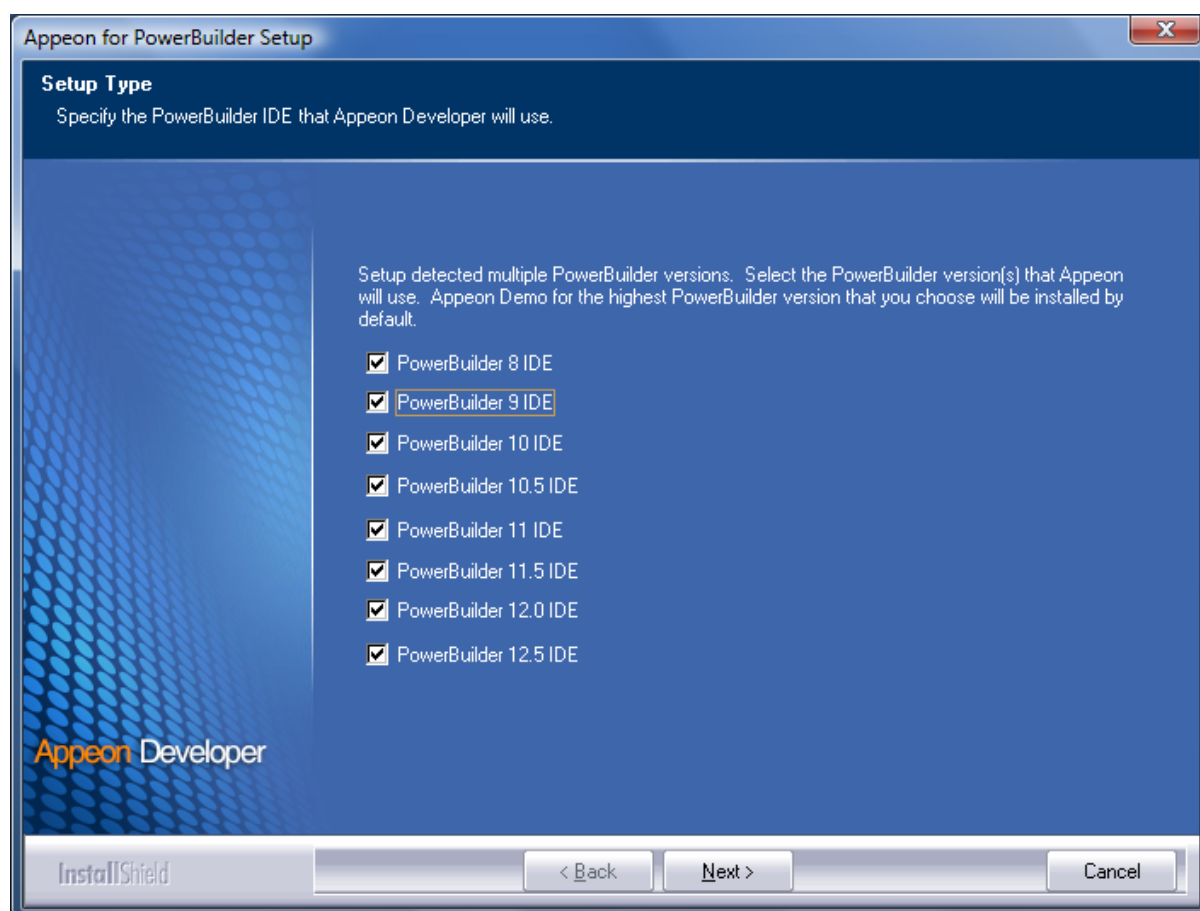 Appeon for PowerBuilder Setup
Setup Type
Specify the PowerBuilder IDE that Appeon Developer will use.
Setup detected multiple PowerBuilder versions. Select the PowerBuilder version(s) that Appeon
will use. Appeon Demo for the highest PowerBuilder version that you choose will be installed by
default.
PowerBuilder 8 IDE
PowerBuilder 9 IDE
PowerBuilder 10 IDE
PowerBuilder 10.5 IDE
PowerBuilder 11 IDE
PowerBuilder 11.5 IDE
PowerBuilder 12.0 IDE
PowerBuilder 12.5 IDE
Appeon Developer
InstallShield
< Back
Next >
Cancel